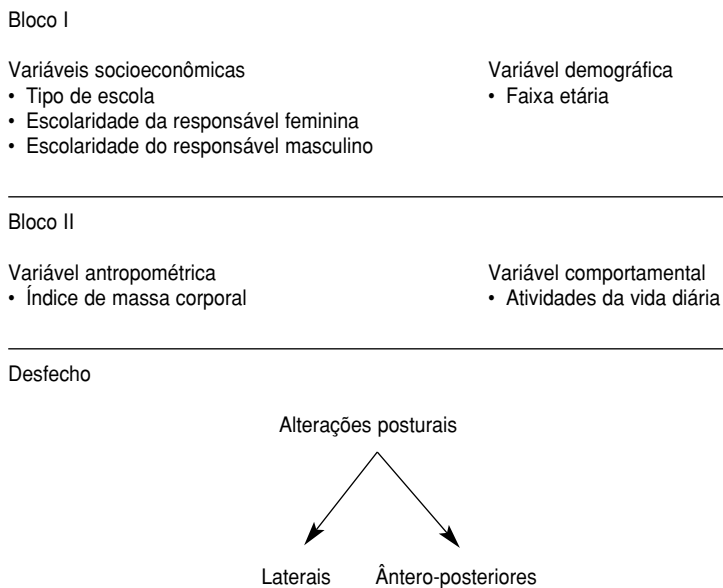 Bloco I
Variáveis socioeconômicas
• Tipo de escola
• Escolaridade da responsável feminina
• Escolaridade do responsável masculino
Variável demográfica
• Faixa etária
Bloco II
Variável antropométrica
• Índice de massa corporal
Variável comportamental
• Atividades da vida diária
Desfecho
Alterações posturais
Laterais
Ântero-posteriores